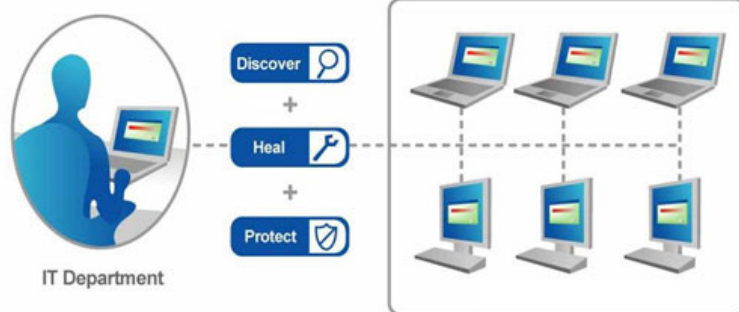 Discover
+
Heal
+
Protect
IT Department